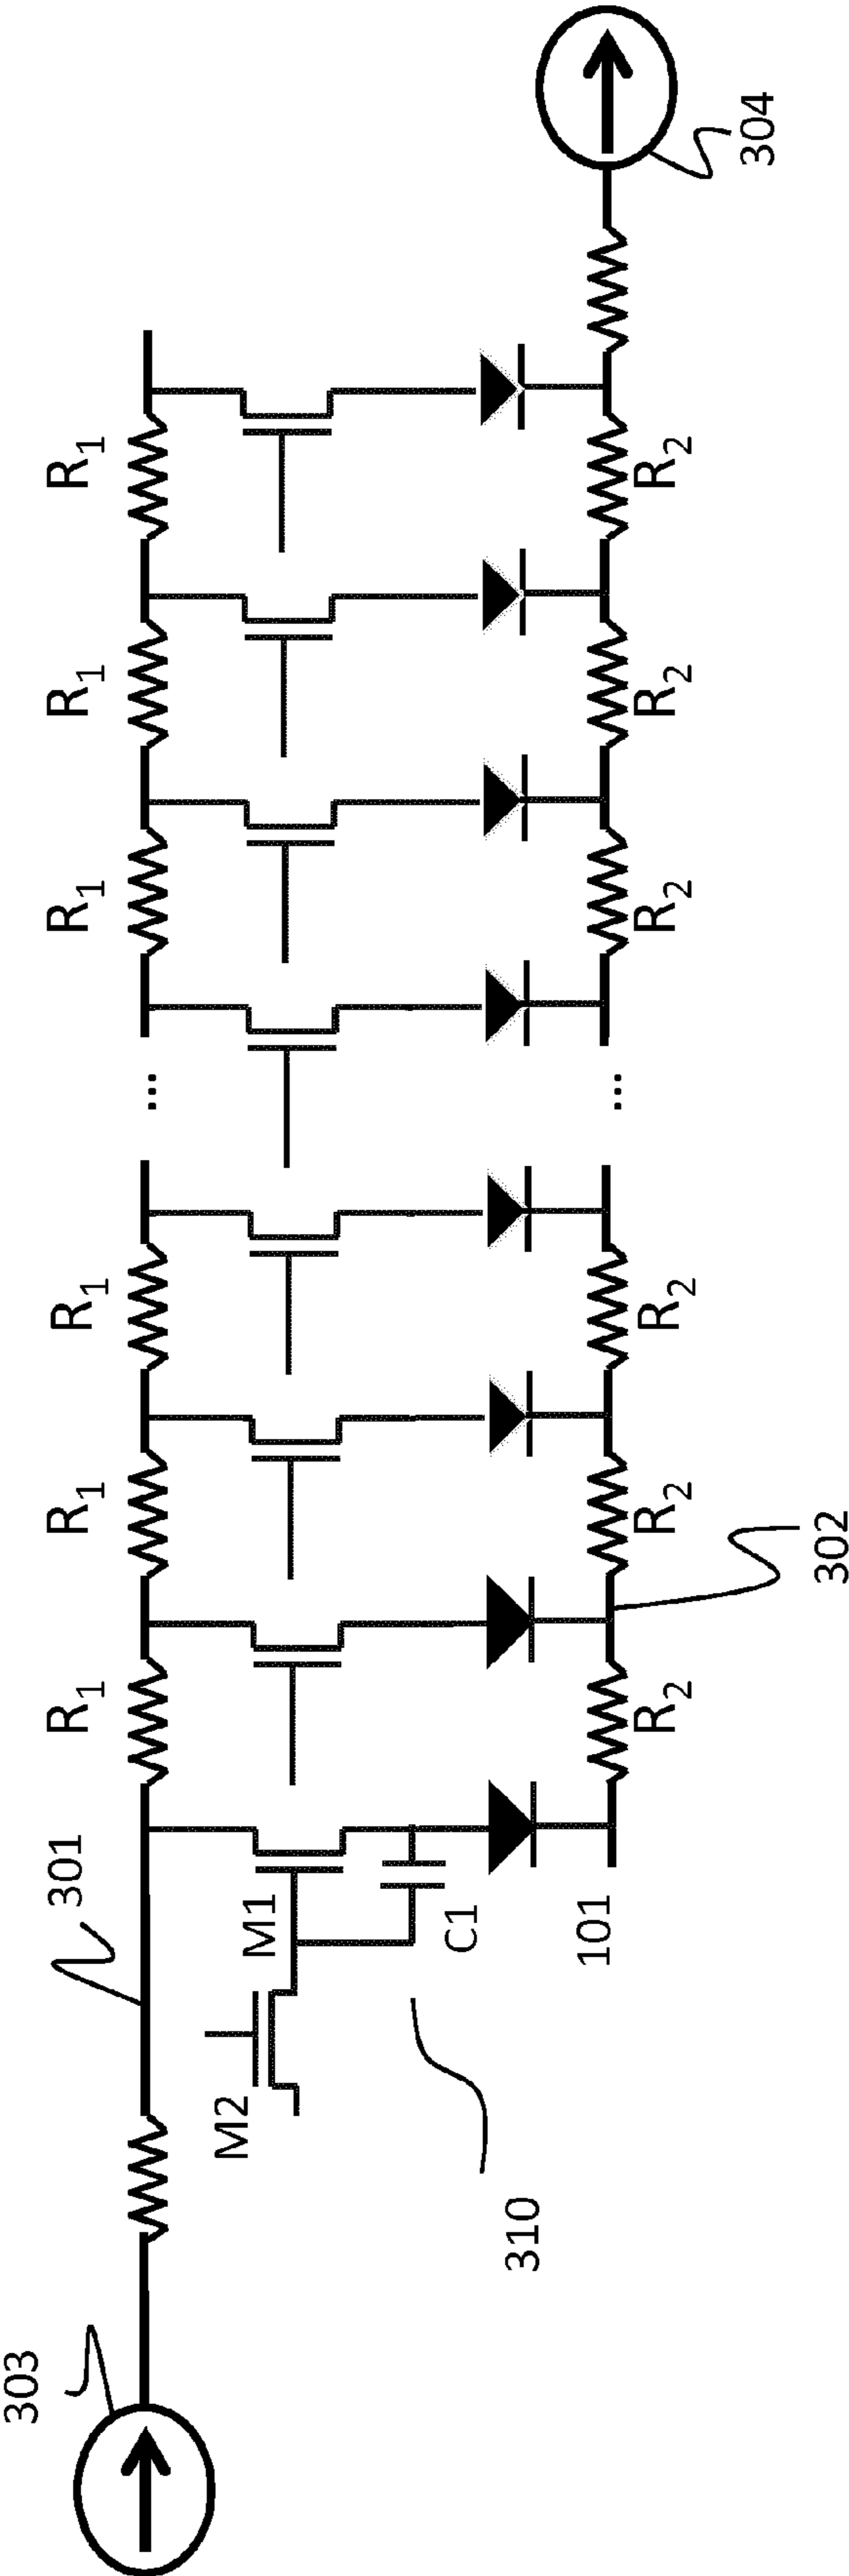 303
301
R₁
R₁
R₁
R₁
R₁
R₁
...
M2
M1
C1
310
101
...
R₂
R₂
R₂
R₂
R₂
R₂
304
302